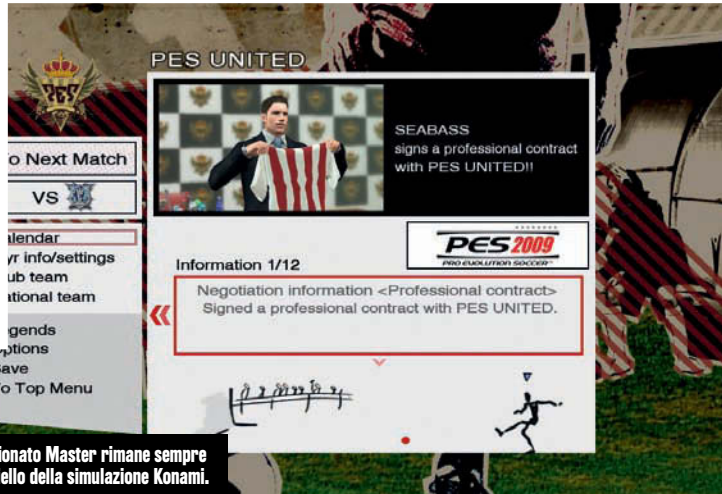 PES UNITED
PES
o Next Match
VS
alendar
yr info/settings
ub team
ational team
egends
ptions
ave
o Top Menu
SEABASS
signs a professional contract
with PES UNITED!!
PES 2009
PRO EVOLUTION SOCCER
Information 1/12
Negotiation information <Professional contract>
Signed a professional contract with PES UNITED.
ionato Master rimane sempre
iello della simulazione Konami.